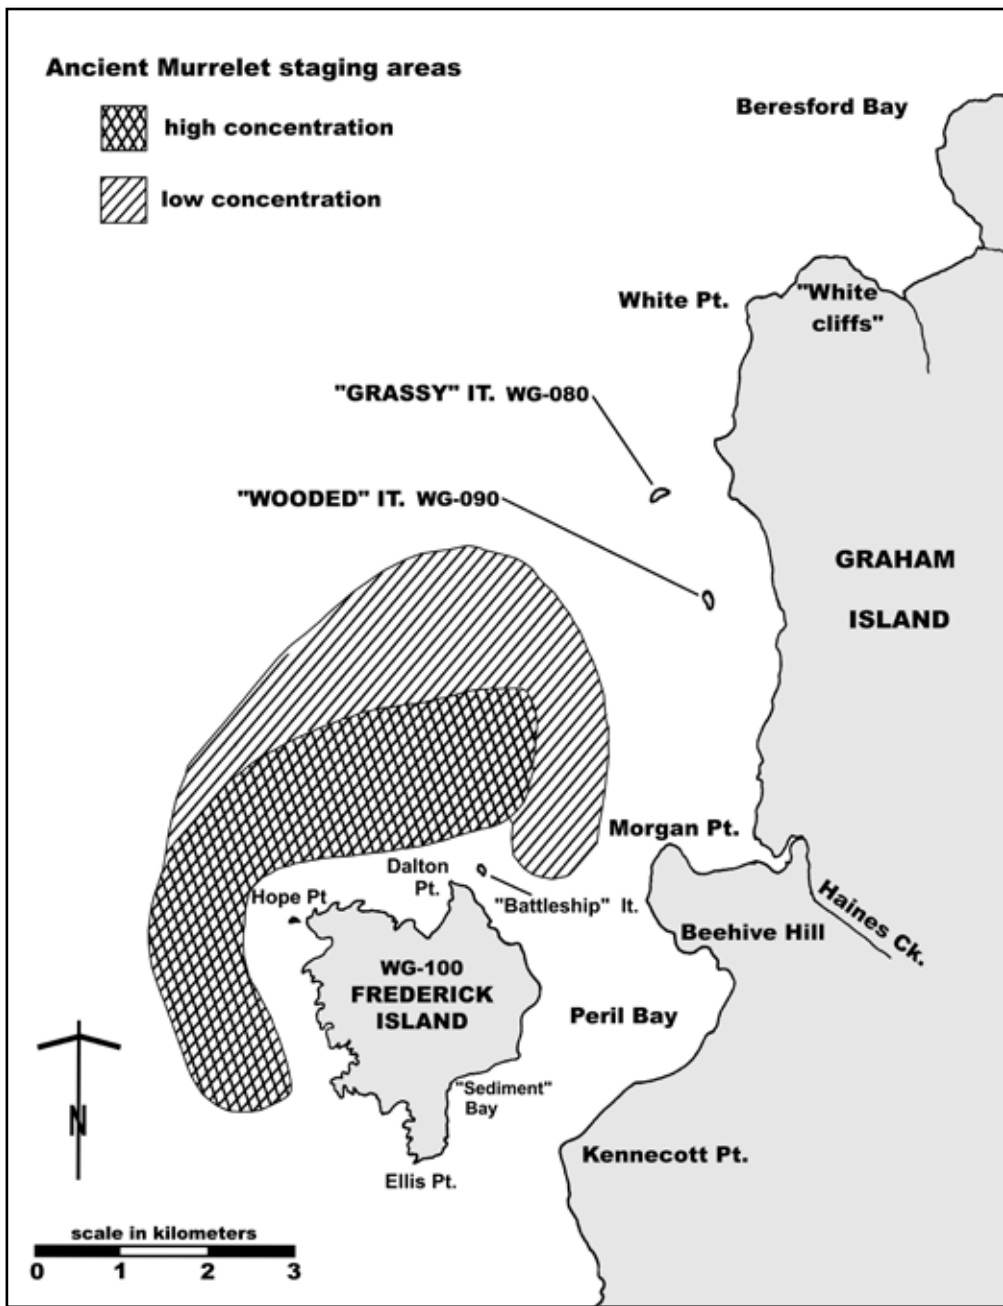 Ancient Murrelet staging areas
high concentration
low concentration
Beresford Bay
White Pt.
"White
cliffs"
"GRASSY" IT. WG-080
"WOODED" IT. WG-090
GRAHAM
ISLAND
Morgan Pt.
Dalton
Pt.
Hope Pt
"Battleship" It.
Haines Ck.
Beehive Hill
WG-100
FREDERICK
ISLAND
Peril Bay
"Sediment"
Bay
N
Kennecott Pt.
Ellis Pt.
scale in kilometers
0 1 2 3